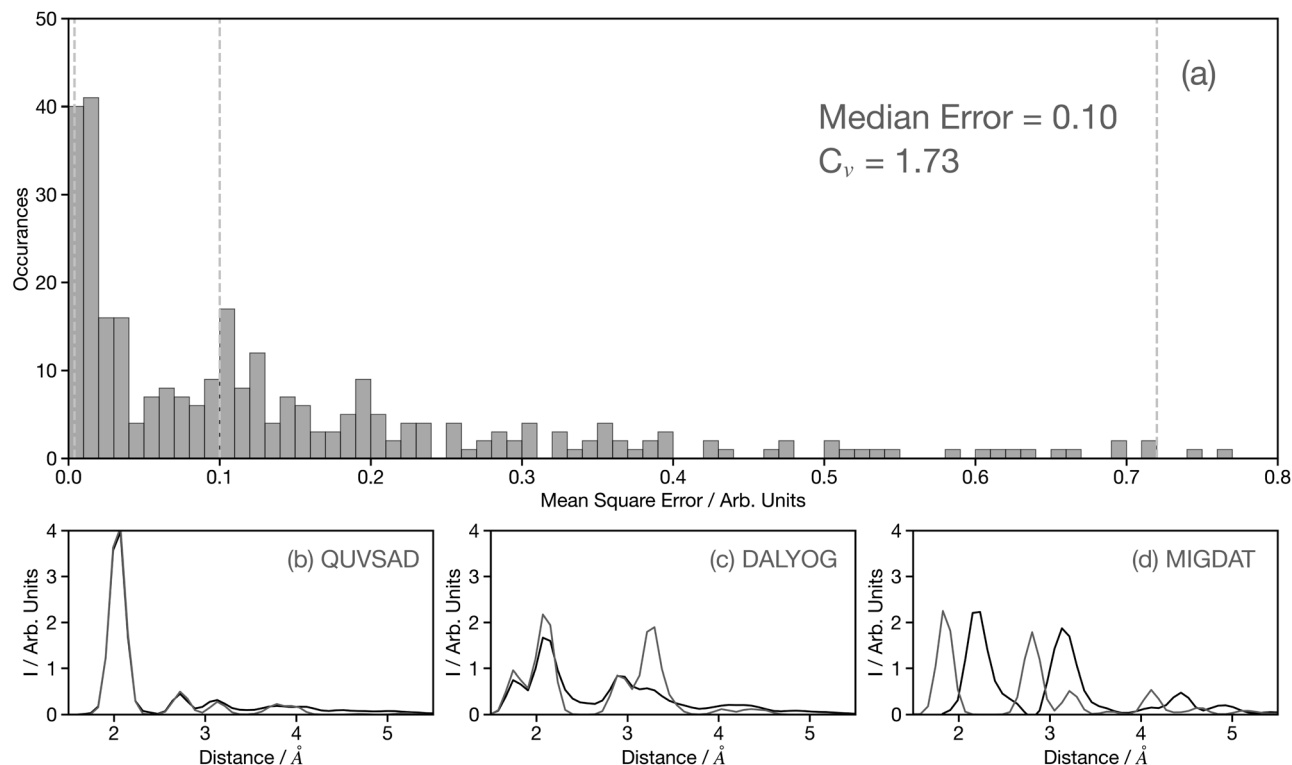 50
40
30
20
10
0
Occurances
(a)
Median Error = 0.10
Cv = 1.73
0.0 0.1 0.2 0.3 0.4 0.5 0.6 0.7 0.8
Mean Square Error / Arb. Units
4
3
2
1
0
I / Arb. Units
(b) QUVSAD
2 3 4 5
Distance / Å
4
3
2
1
0
I / Arb. Units
(c) DALYOG
2 3 4 5
Distance / Å
4
3
2
1
0
I / Arb. Units
(d) MIGDAT
2 3 4 5
Distance / Å